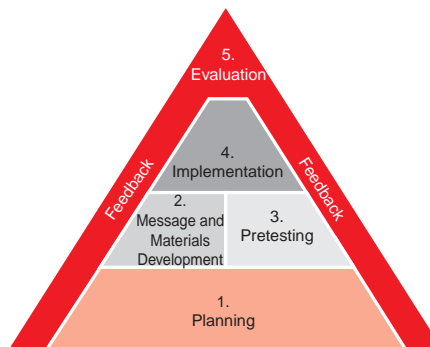 5.
Evaluation
Feedback
Feedback
4.
Implementation
2.
Message and
Materials
Development
3.
Pretesting
1.
Planning